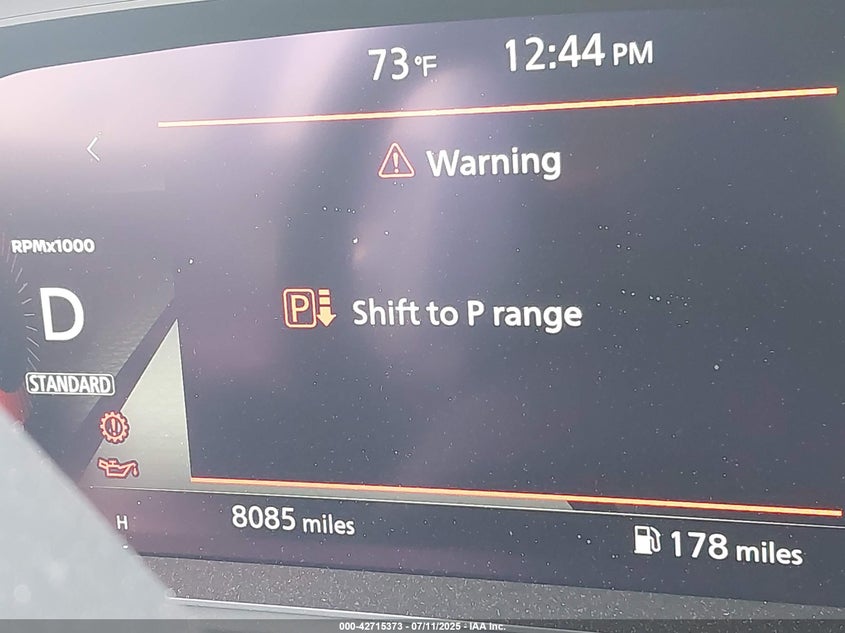 73°F 12:44 PM
Warning
RPMx1000
D
P Shift to P range
STANDARD
H
8085 miles
178 miles
000-42715373 - 07/11/2025 - IAA Inc.